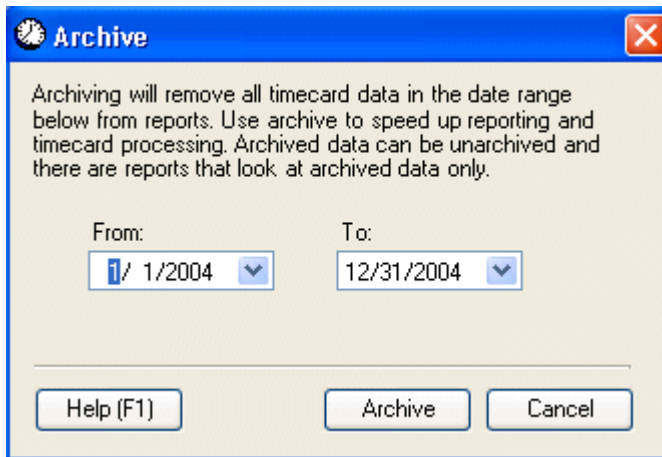 Archive
Archiving will remove all timecard data in the date range
below from reports. Use archive to speed up reporting and
timecard processing. Archived data can be unarchived and
there are reports that look at archived data only.
From: To:
1/ 1/2004 12/31/2004
Help (F1) Archive Cancel